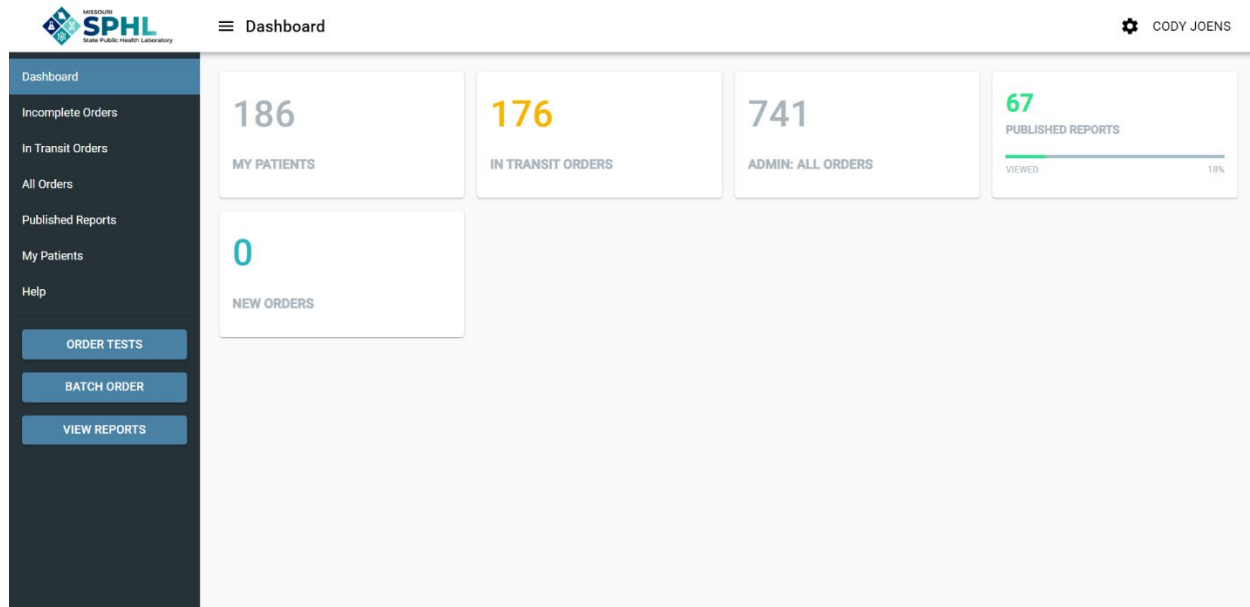 MISSOURI
SPHL
State Public Health Laboratory
Dashboard
CODY JOENS
Dashboard
Incomplete Orders
In Transit Orders
All Orders
Published Reports
My Patients
Help
ORDER TESTS
BATCH ORDER
VIEW REPORTS
186
MY PATIENTS
176
IN TRANSIT ORDERS
741
ADMIN: ALL ORDERS
67
PUBLISHED REPORTS
VIEWED 18%
0
NEW ORDERS